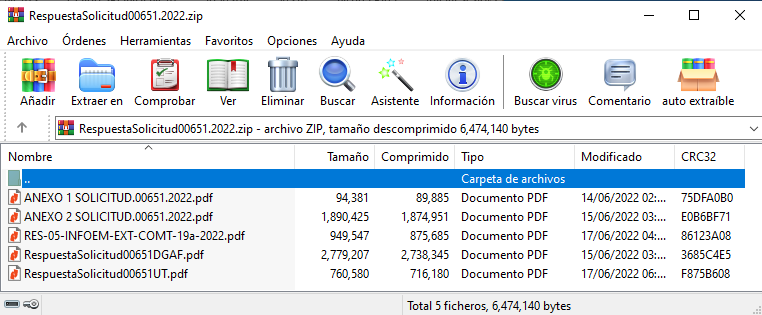 RespuestaSolicitud00651.2022.zip
Archivo Órdenes Herramientas Favoritos Opciones Ayuda
Añadir Extraer en Comprobar Ver Eliminar Buscar Asistente Información Buscar virus Comentario auto extraíble
RespuestaSolicitud00651.2022.zip - archivo ZIP, tamaño descomprimido 6,474,140 bytes
Nombre Tamaño Comprimido Tipo Modificado CRC32
.. Carpeta de archivos
ANEXO 1 SOLICITUD.00651.2022.pdf 94,381 89,885 Documento PDF 14/06/2022 02:... 75DFA0B0
ANEXO 2 SOLICITUD.00651.2022.pdf 1,890,425 1,874,951 Documento PDF 15/06/2022 03:... E0B6BF71
RES-05-INFOEM-EXT-COMT-19a-2022.pdf 949,547 875,685 Documento PDF 17/06/2022 04:... 86123A08
RespuestaSolicitud00651DGAF.pdf 2,779,207 2,738,345 Documento PDF 15/06/2022 03:... 3685C4E5
RespuestaSolicitud00651UT.pdf 760,580 716,180 Documento PDF 17/06/2022 06:... F875B608
Total 5 ficheros, 6,474,140 bytes